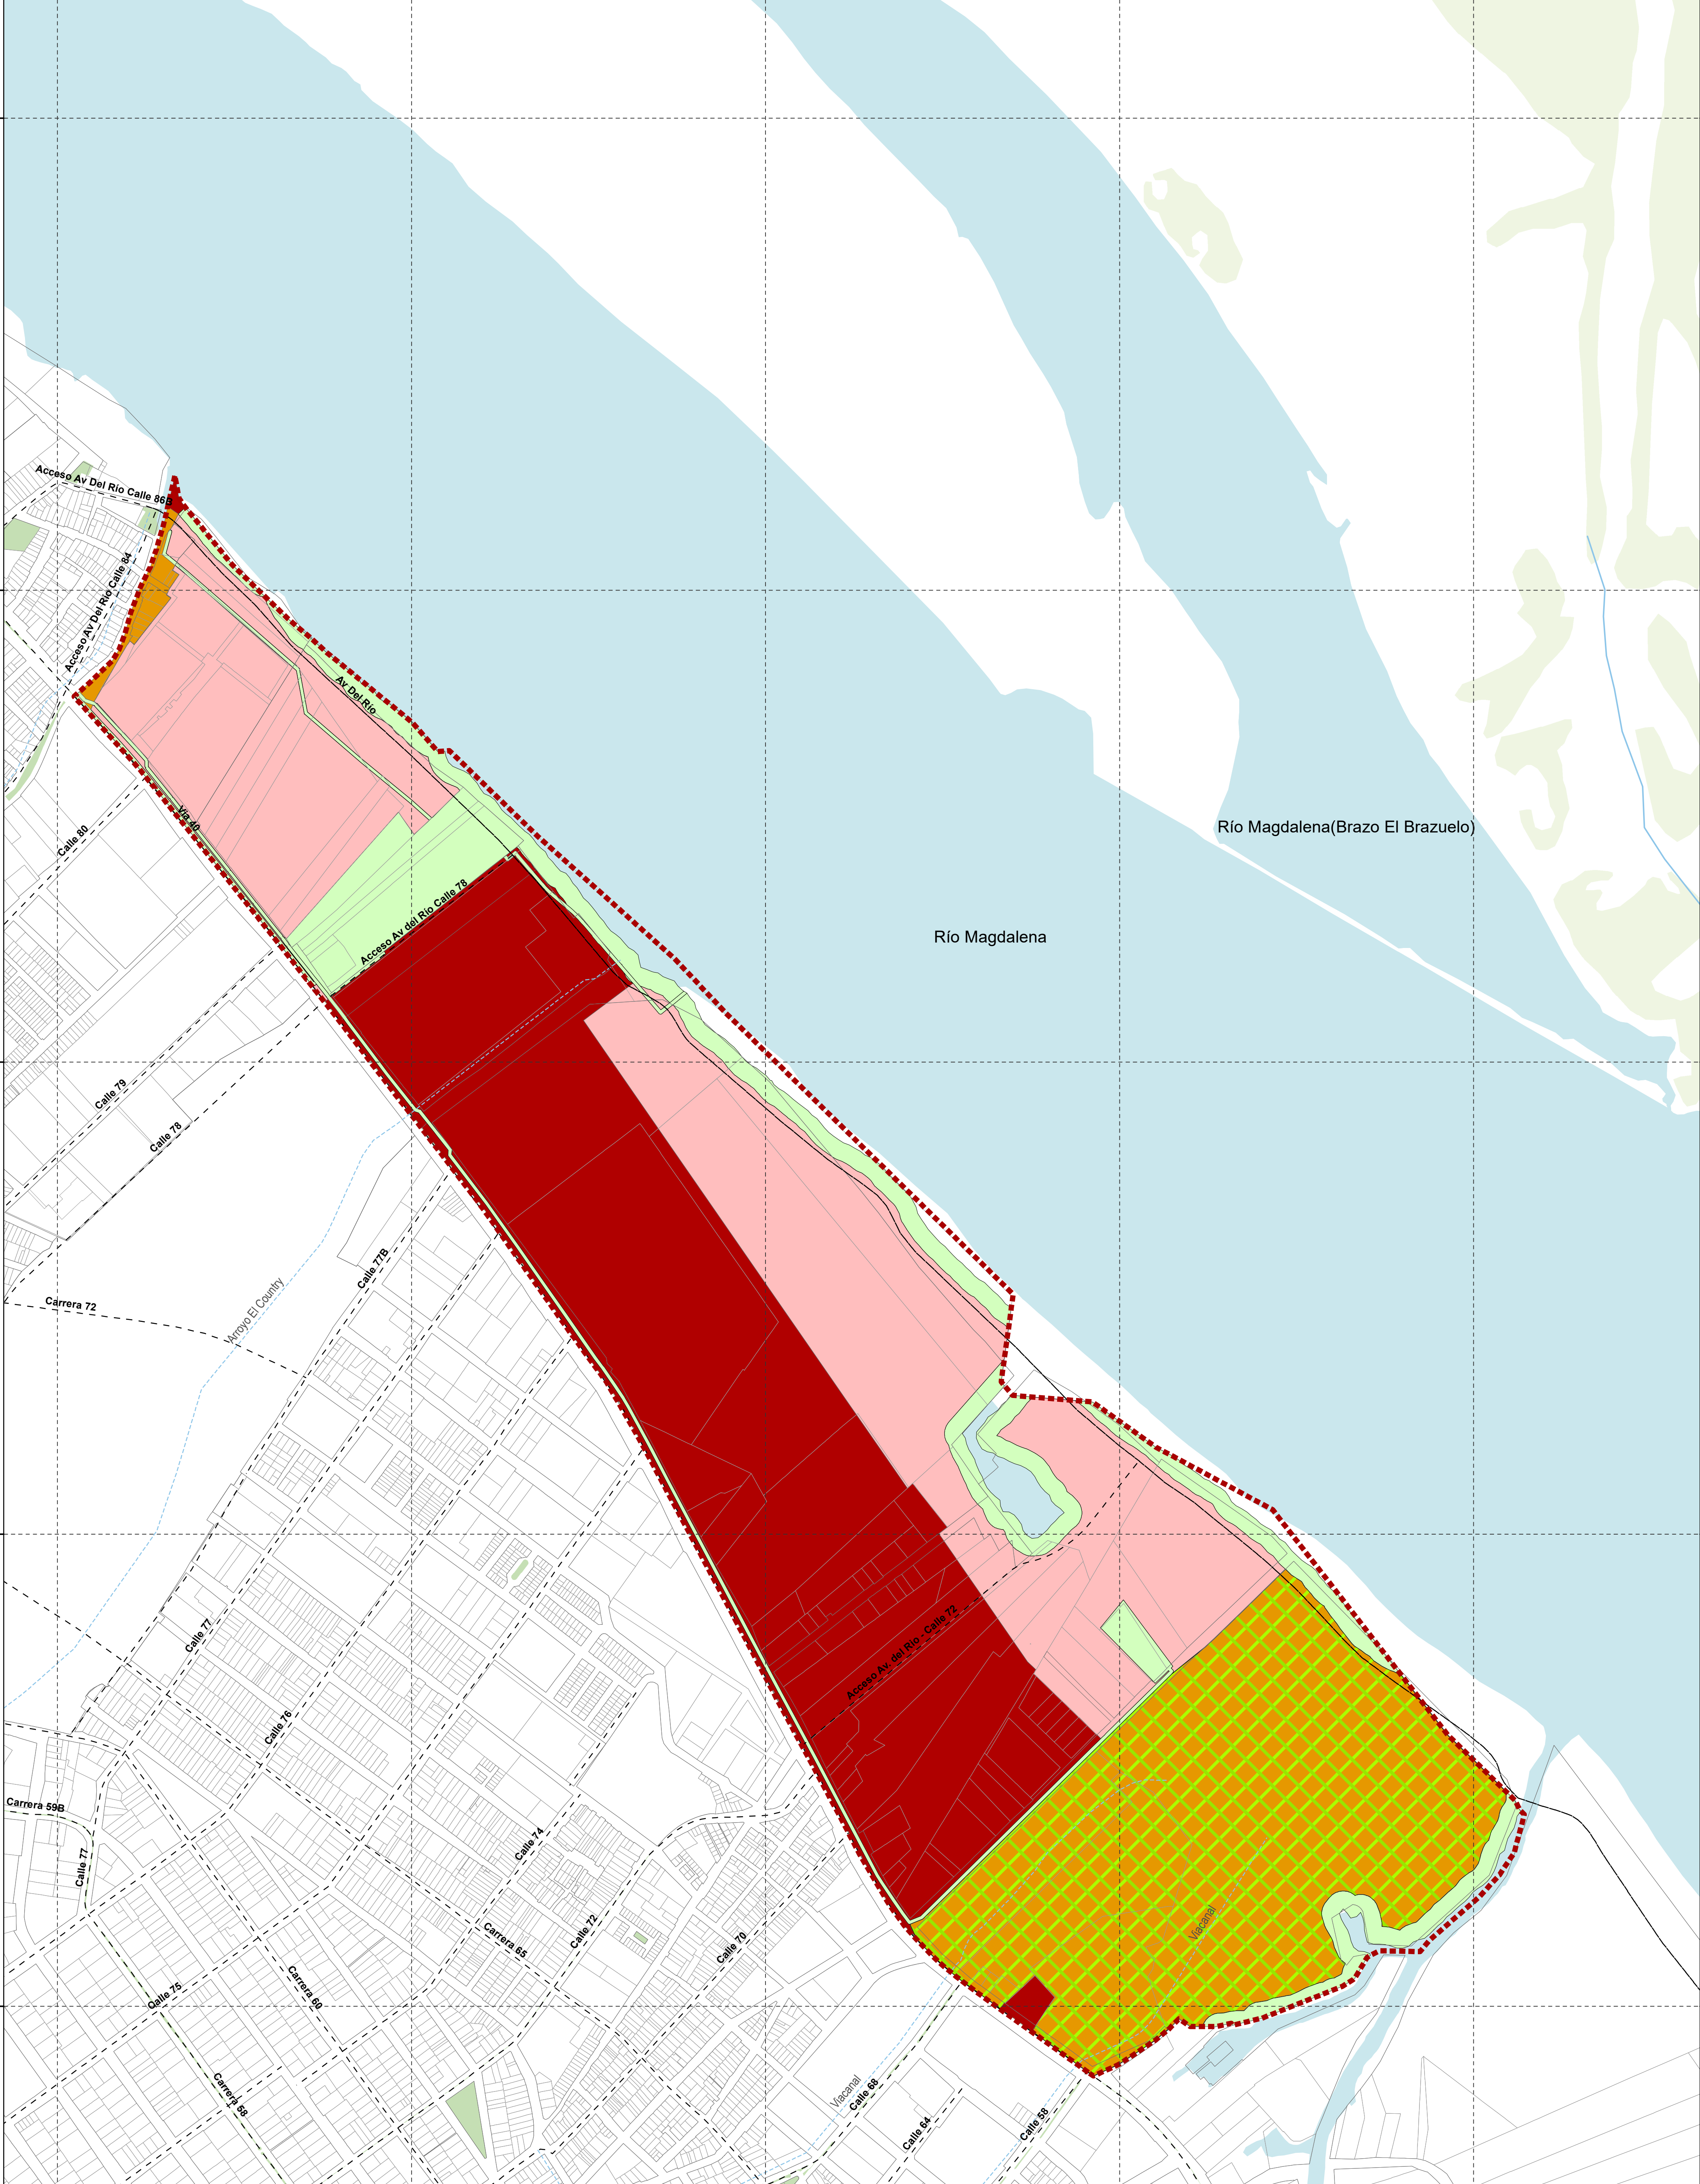 Acceso Av Del Río Calle 86B
Acceso Av Del Río Calle 84
Av Del Río
Vía 40
Calle 80
Río Magdalena(Brazo El Brazuelo)
Acceso Av del Río Calle 78
Río Magdalena
Calle 79
Calle 78
Calle 77B
Arroyo El Country
Carrera 72
Calle 77
Acceso Av. del Río - Calle 72
Calle 76
Carrera 59B
Calle 74
Calle 77
Calle 72
Carrera 65
Calle 70
Viacanal
Calle 75
Carrera 60
Carrera 58
Viacanal
Calle 68
Calle 64
Calle 58